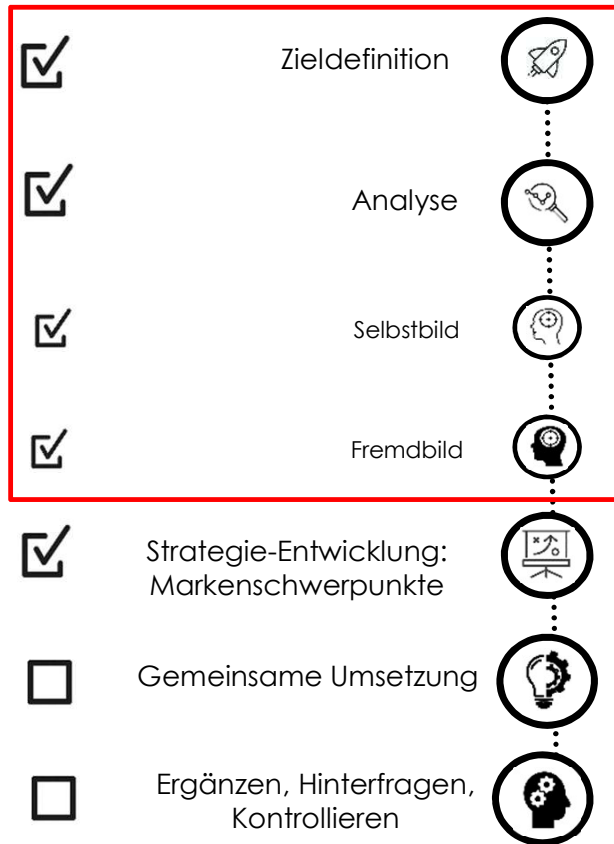 Zieldefinition
Analyse
Selbstbild
Fremdbild
Strategie-Entwicklung:
Markenschwerpunkte
Gemeinsame Umsetzung
Ergänzen, Hinterfragen,
Kontrollieren